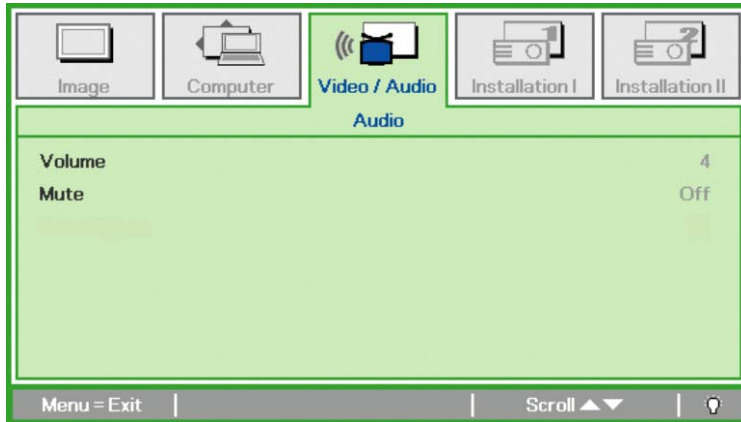 Image Computer Video / Audio Installation I Installation II
Audio
Volume 4
Mute Off
Menu = Exit Scroll ▲▼